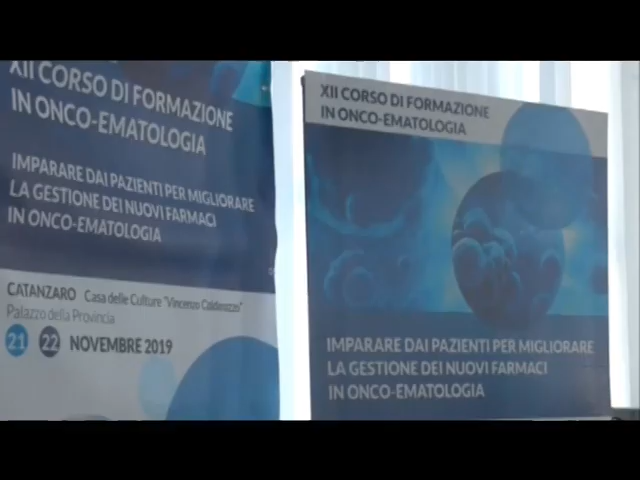 XII CORSO DI FORMAZIONE
IN ONCO-EMATOLOGIA
IMPARARE DAI PAZIENTI PER MIGLIORARE
LA GESTIONE DEI NUOVI FARMACI
IN ONCO-EMATOLOGIA
CATANZARO Casa delle Culture "Vincenzo
Palazzo della Provincia
21 22 NOVEMBRE 2019
XII CORSO DI FORMAZIONE
IN ONCO-EMATOLOGIA
IMPARARE DAI PAZIENTI PER MIGLIORARE
LA GESTIONE DEI NUOVI FARMACI
IN ONCO-EMATOLOGIA